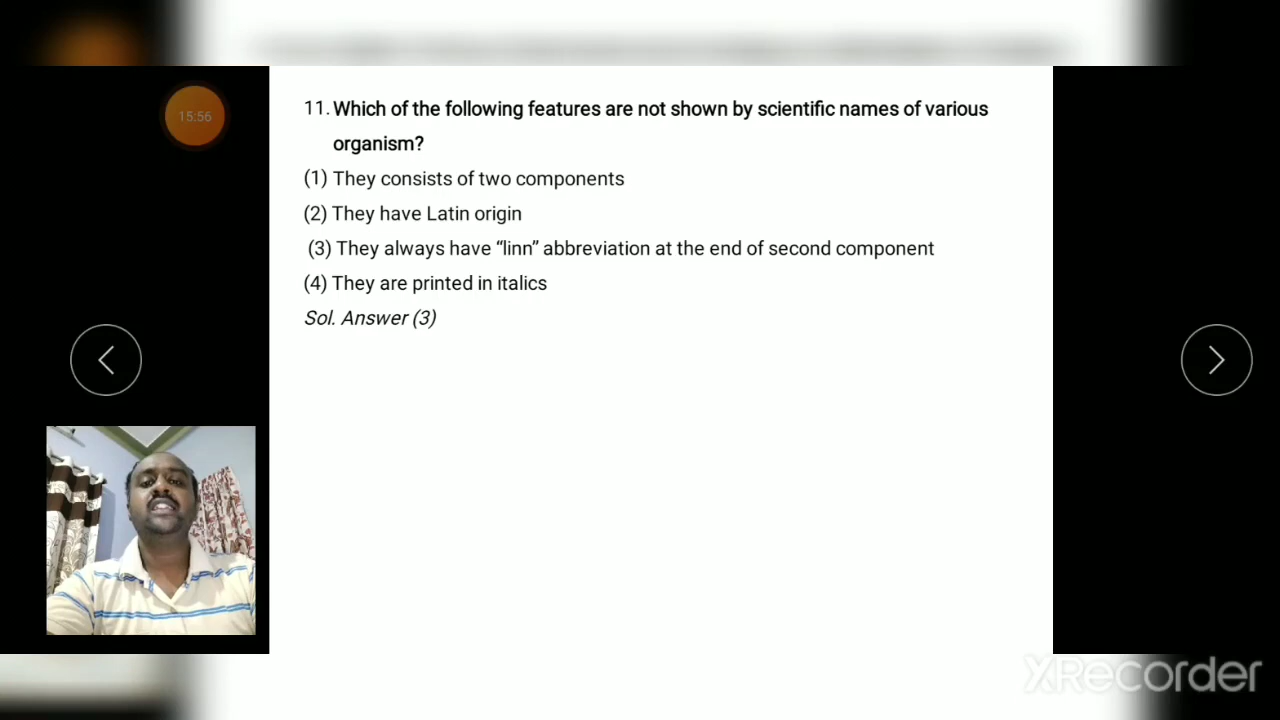 15:56
11. Which of the following features are not shown by scientific names of various
organism?
(1) They consists of two components
(2) They have Latin origin
(3) They always have “linn” abbreviation at the end of second component
(4) They are printed in italics
Sol. Answer (3)
XRecorder